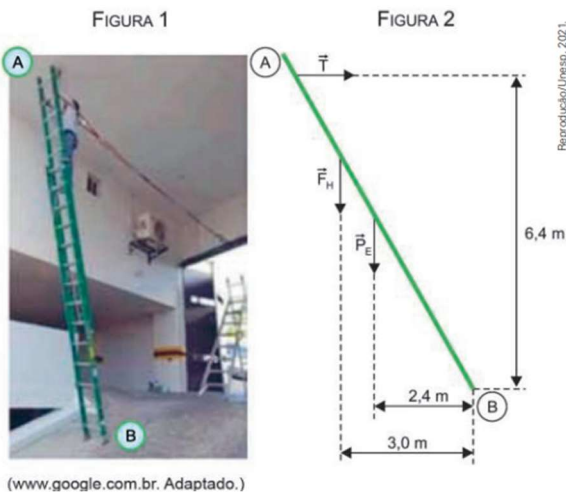 FIGURA 1
A
B
(www.google.com.br. Adaptado.)
FIGURA 2
A
T
F_H
P_E
6,4 m
2,4 m
B
3,0 m
Reprodução/Unesp, 2021.